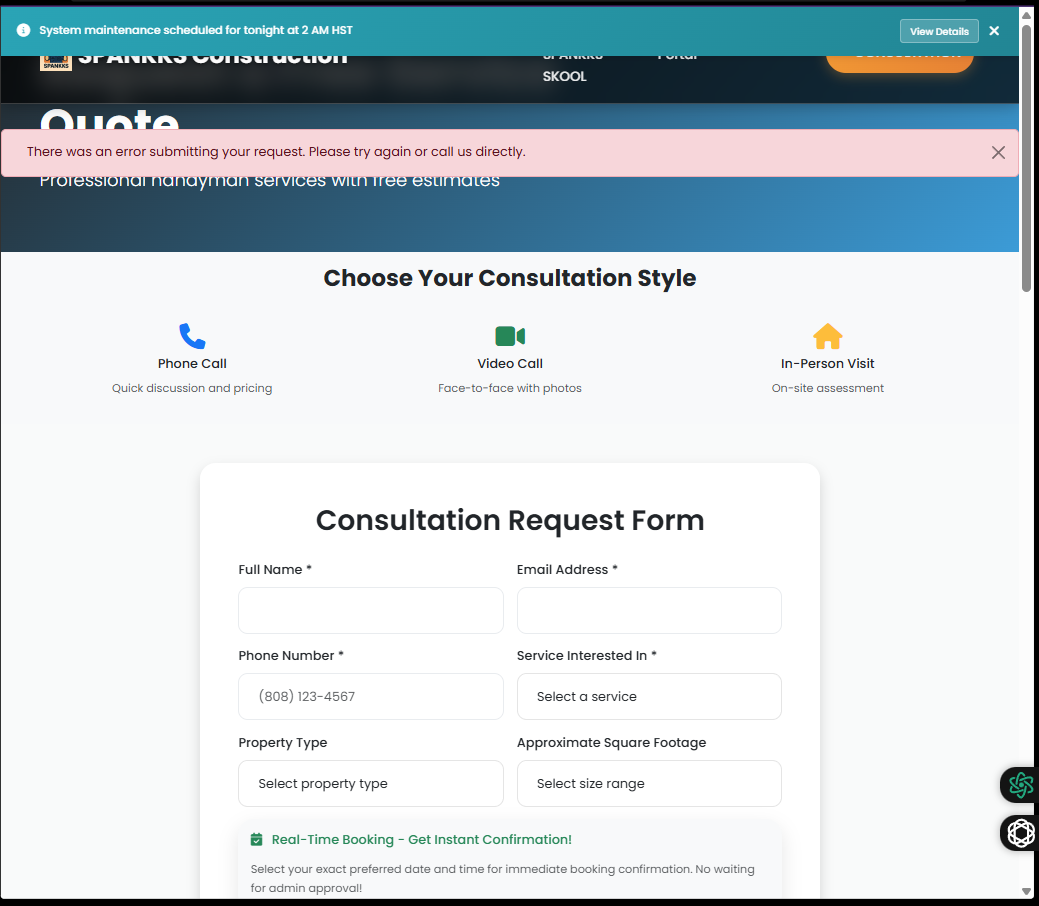 System maintenance scheduled for tonight at 2 AM HST
View Details
SPANKKS
SPANKKS Construction
SPANKKS
SKOOL
Portal
CONSULTATION
Quote
There was an error submitting your request. Please try again or call us directly.
Professional handyman services with free estimates
Choose Your Consultation Style
Phone Call
Quick discussion and pricing
Video Call
Face-to-face with photos
In-Person Visit
On-site assessment
Consultation Request Form
Full Name *
Email Address *
Phone Number *
Service Interested In *
(808) 123-4567
Select a service
Property Type
Approximate Square Footage
Select property type
Select size range
Real-Time Booking - Get Instant Confirmation!
Select your exact preferred date and time for immediate booking confirmation. No waiting
for admin approval!